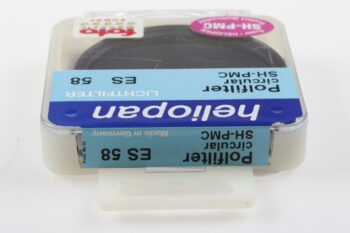 heliopan
LICHTFILTER
Polfilter
circular
SH-PMC
ES 58
Made in Germany
Polfilter
circular
SH-PMC
ES 58
SH-PMC
foto